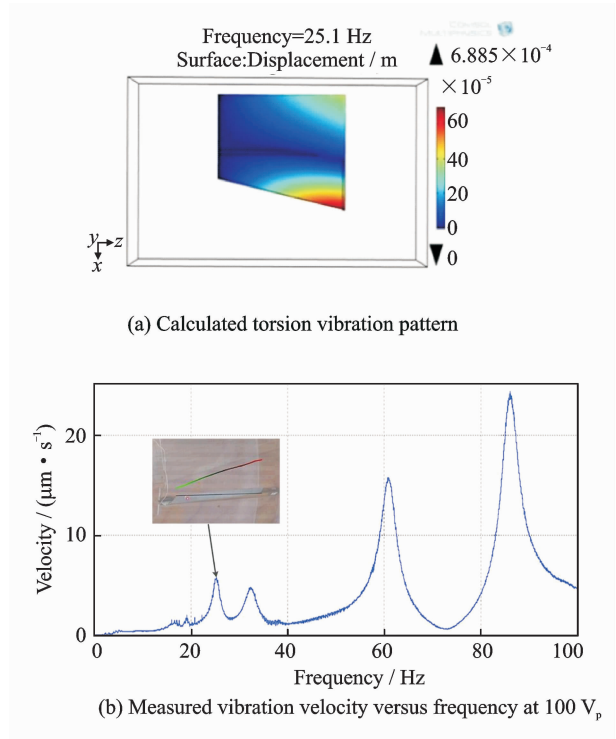 COMSOL
MULTIPHYSICS
Frequency=25.1 Hz
Surface:Displacement / m
▲ 6.885×10⁻⁴
×10⁻⁵
60
40
20
0
▼ 0
y z
x
(a) Calculated torsion vibration pattern
Velocity / (μm • s⁻¹)
20
10
0
0 20 40 60 80 100
Frequency / Hz
(b) Measured vibration velocity versus frequency at 100 Vₚ